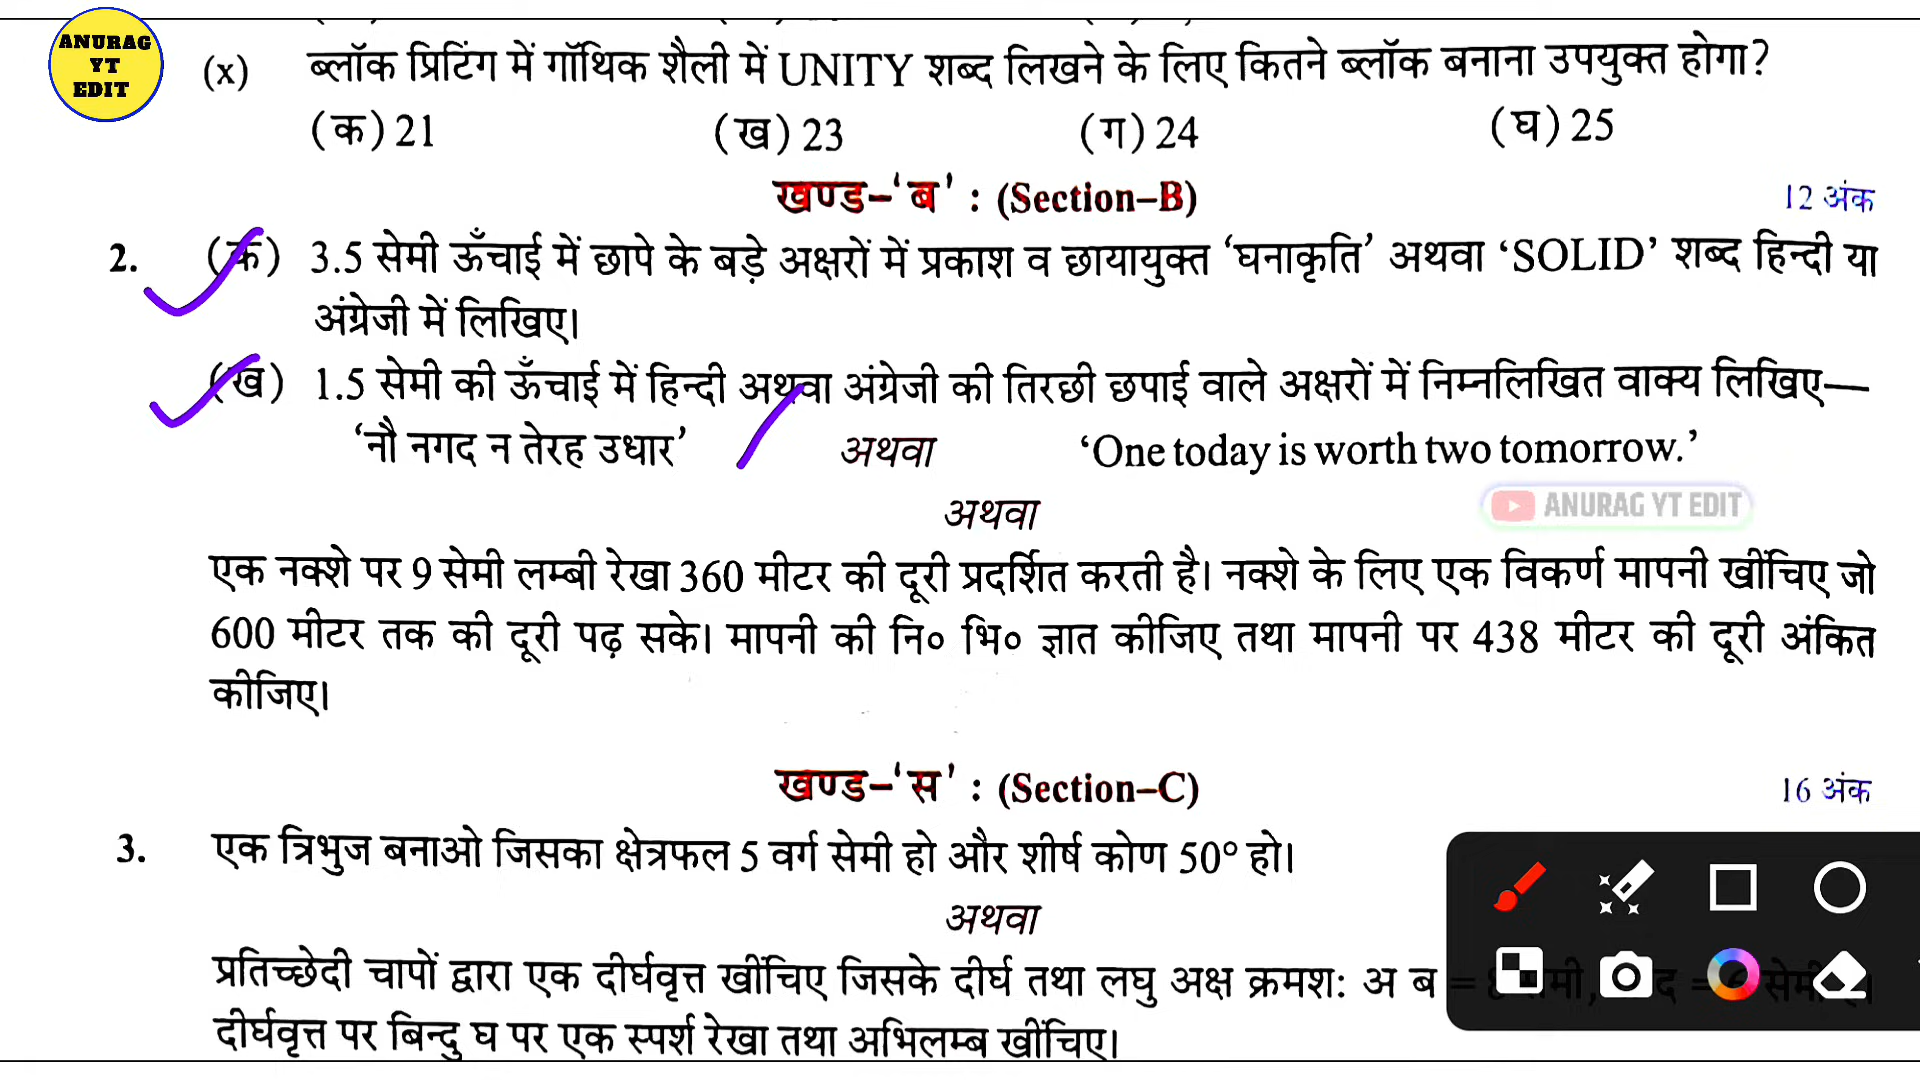 ANURAG
YT
EDIT
(x) ब्लॉक प्रिटिंग में गॉथिक शैली में UNITY शब्द लिखने के लिए कितने ब्लॉक बनाना उपयुक्त होगा?
(क) 21 (ख) 23 (ग) 24 (घ) 25
खण्ड–‘ब’ : (Section–B) 12 अंक
2. (क) 3.5 सेमी ऊँचाई में छापे के बड़े अक्षरों में प्रकाश व छायायुक्त ‘घनाकृति’ अथवा ‘SOLID’ शब्द हिन्दी या
अंग्रेजी में लिखिए।
(ख) 1.5 सेमी की ऊँचाई में हिन्दी अथवा अंग्रेजी की तिरछी छपाई वाले अक्षरों में निम्नलिखित वाक्य लिखिए—
‘नौ नगद न तेरह उधार’ अथवा ‘One today is worth two tomorrow.’
ANURAG YT EDIT
अथवा
एक नक्शे पर 9 सेमी लम्बी रेखा 360 मीटर की दूरी प्रदर्शित करती है। नक्शे के लिए एक विकर्ण मापनी खींचिए जो
600 मीटर तक की दूरी पढ़ सके। मापनी की नि० भि० ज्ञात कीजिए तथा मापनी पर 438 मीटर की दूरी अंकित
कीजिए।
खण्ड–‘स’ : (Section–C) 16 अंक
3. एक त्रिभुज बनाओ जिसका क्षेत्रफल 5 वर्ग सेमी हो और शीर्ष कोण 50° हो।
अथवा
प्रतिच्छेदी चापों द्वारा एक दीर्घवृत्त खींचिए जिसके दीर्घ तथा लघु अक्ष क्रमश: अ ब = 8 सेमी, द = सेमी
दीर्घवृत्त पर बिन्दु घ पर एक स्पर्श रेखा तथा अभिलम्ब खींचिए।